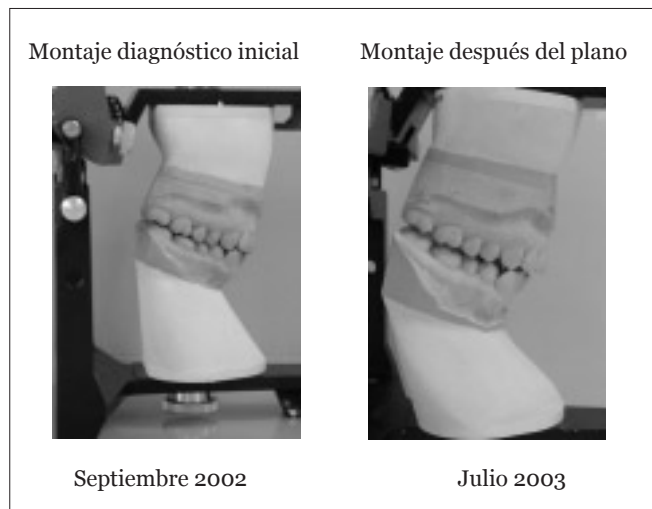 Montaje diagnóstico inicial
Montaje después del plano
Septiembre 2002
Julio 2003